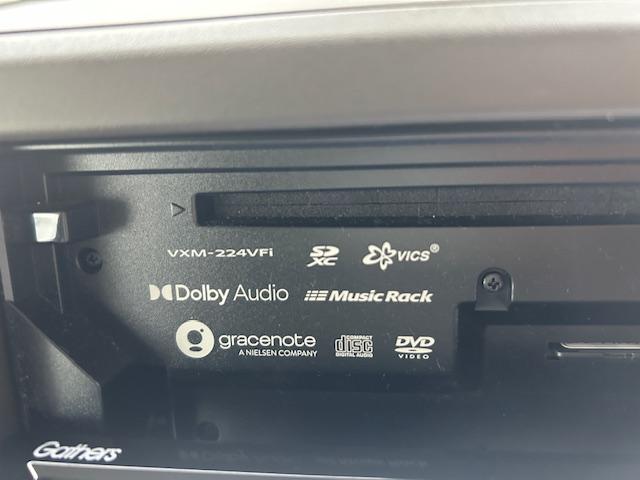 VXM-224VFi SD XC VICS®
Dolby Audio Music Rack
gracenote COMPACT disc DVD
A NIELSEN COMPANY DIGITAL AUDIO VIDEO
Gathers